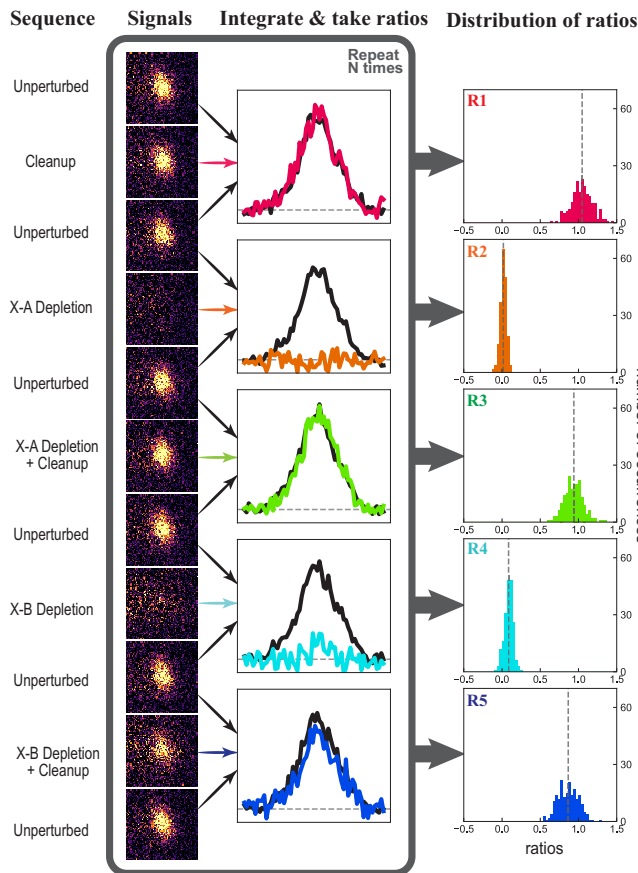 Sequence Signals Integrate & take ratios Distribution of ratios
Repeat
N times
Unperturbed
Cleanup
Unperturbed
X-A Depletion
Unperturbed
X-A Depletion
+ Cleanup
Unperturbed
X-B Depletion
Unperturbed
X-B Depletion
+ Cleanup
Unperturbed
R1
60
30
0
−0.5 0.0 0.5 1.0 1.5
R2
60
30
0
−0.5 0.0 0.5 1.0 1.5
R3
60
30
0
−0.5 0.0 0.5 1.0 1.5
R4
60
30
0
−0.5 0.0 0.5 1.0 1.5
R5
60
30
0
−0.5 0.0 0.5 1.0 1.5
ratios